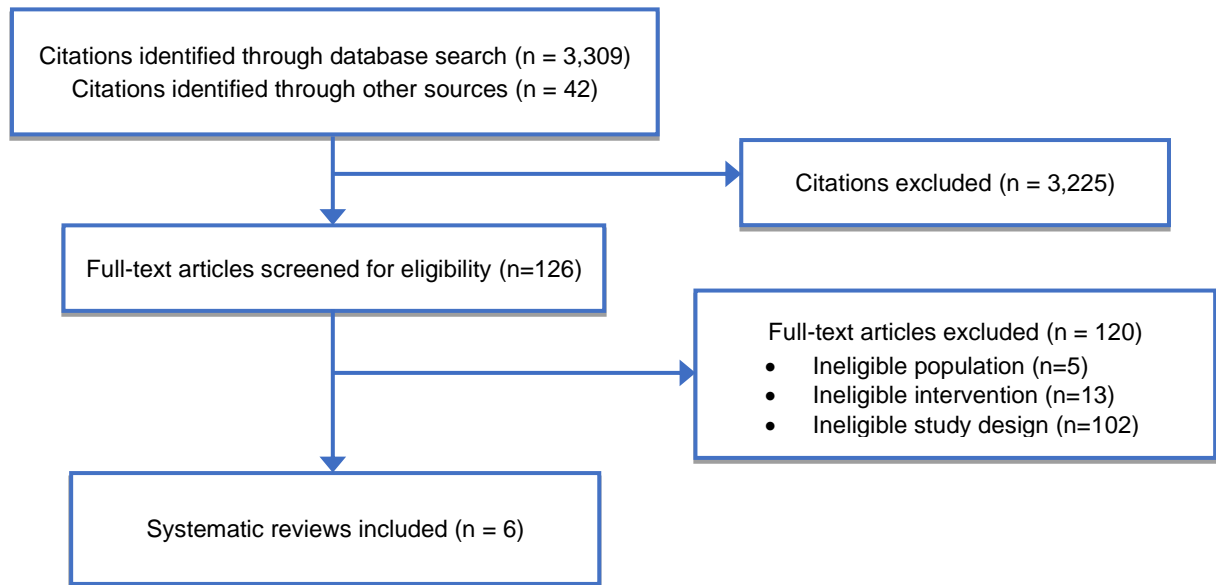 Citations identified through database search (n = 3,309)
Citations identified through other sources (n = 42)
Citations excluded (n = 3,225)
Full-text articles screened for eligibility (n=126)
Full-text articles excluded (n = 120)
• Ineligible population (n=5)
• Ineligible intervention (n=13)
• Ineligible study design (n=102)
Systematic reviews included (n = 6)